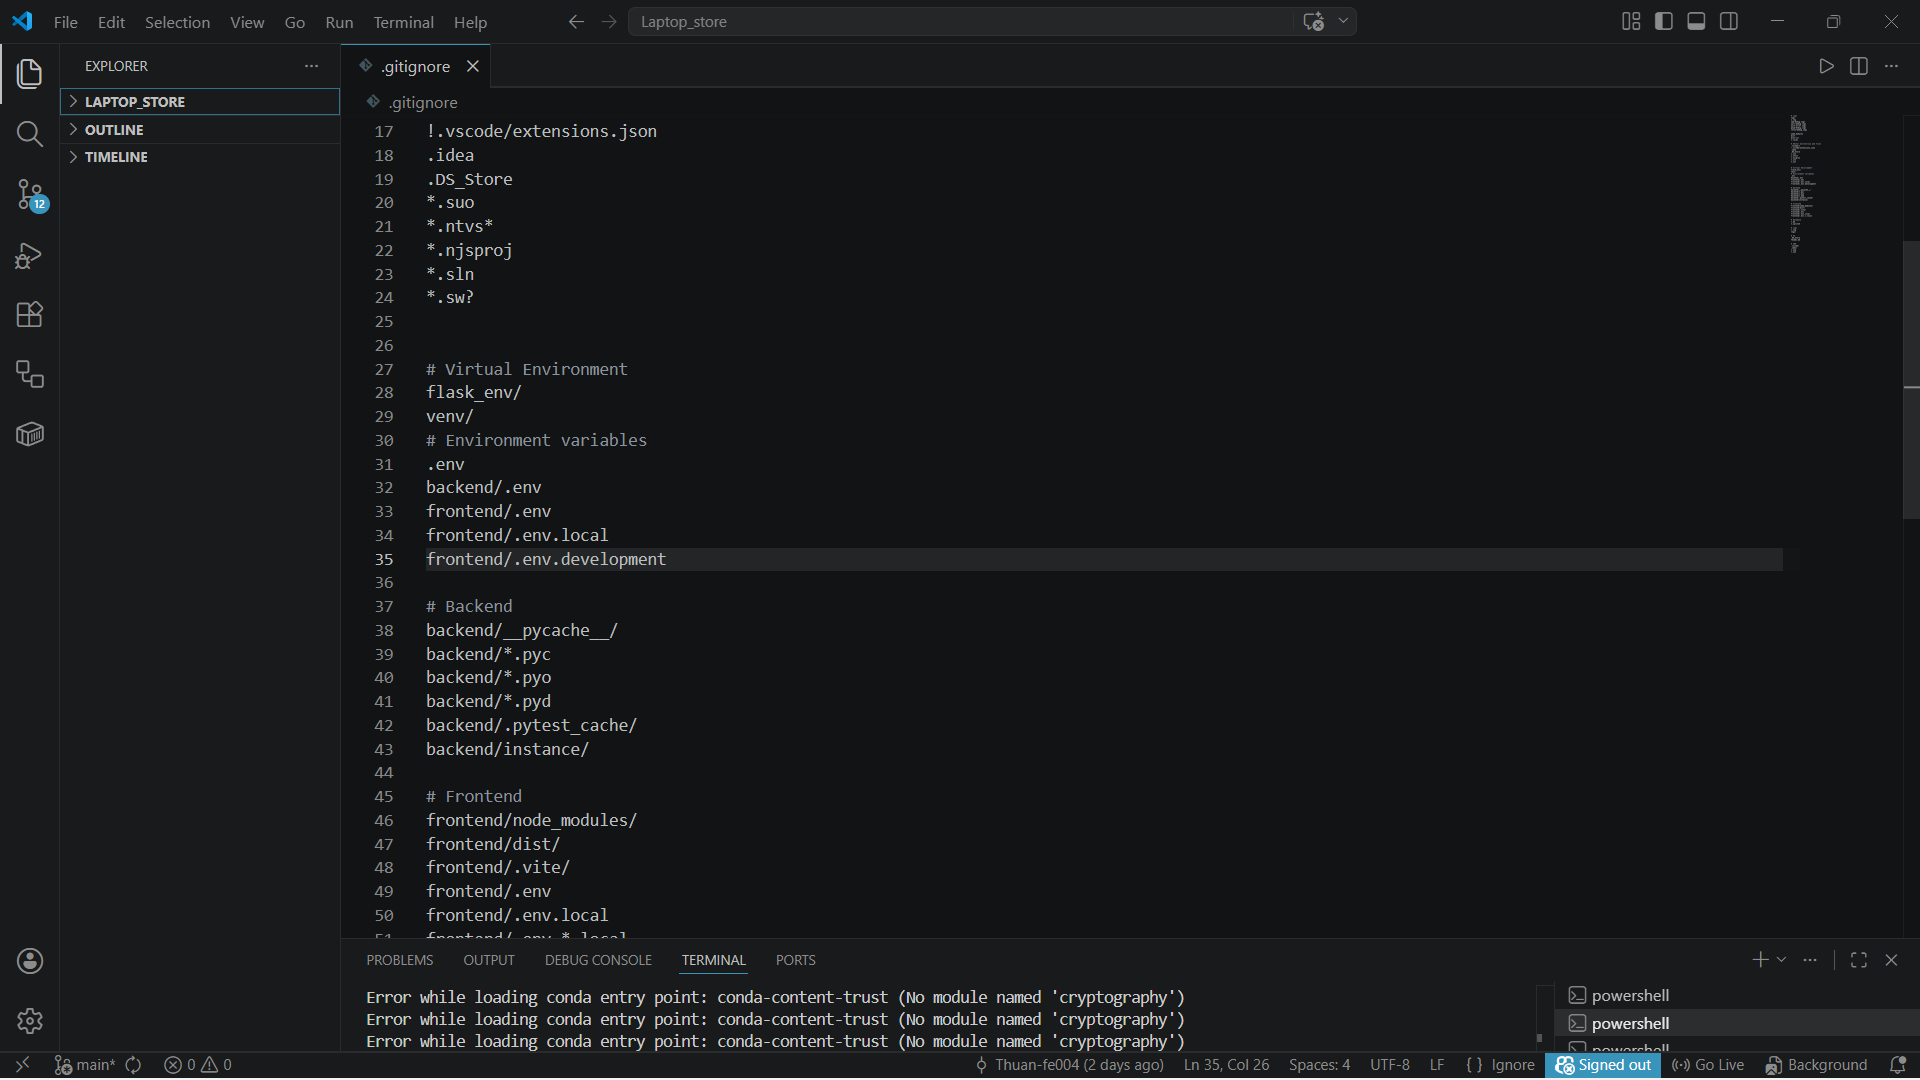 File Edit Selection View Go Run Terminal Help
Laptop_store
EXPLORER
LAPTOP_STORE
OUTLINE
TIMELINE
12
.gitignore
.gitignore
17 !.vscode/extensions.json
18 .idea
19 .DS_Store
20 *.suo
21 *.ntvs*
22 *.njsproj
23 *.sln
24 *.sw?
25
26
27 # Virtual Environment
28 flask_env/
29 venv/
30 # Environment variables
31 .env
32 backend/.env
33 frontend/.env
34 frontend/.env.local
35 frontend/.env.development
36
37 # Backend
38 backend/__pycache__/
39 backend/*.pyc
40 backend/*.pyo
41 backend/*.pyd
42 backend/.pytest_cache/
43 backend/instance/
44
45 # Frontend
46 frontend/node_modules/
47 frontend/dist/
48 frontend/.vite/
49 frontend/.env
50 frontend/.env.local
51 frontend/.env.*.local
PROBLEMS OUTPUT DEBUG CONSOLE TERMINAL PORTS
Error while loading conda entry point: conda-content-trust (No module named 'cryptography')
Error while loading conda entry point: conda-content-trust (No module named 'cryptography')
Error while loading conda entry point: conda-content-trust (No module named 'cryptography')
powershell
powershell
powershell
main* 0 0 Thuan-fe004 (2 days ago) Ln 35, Col 26 Spaces: 4 UTF-8 LF { } Ignore Signed out Go Live Background